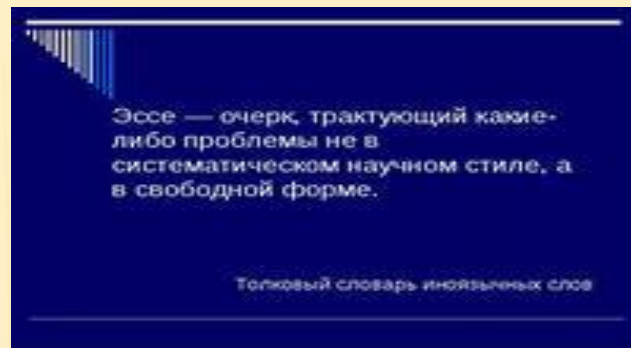 Эссе — очерк, трактующий какие-
либо проблемы не в
систематическом научном стиле, а
в свободной форме.
Толковый словарь иноязычных слов